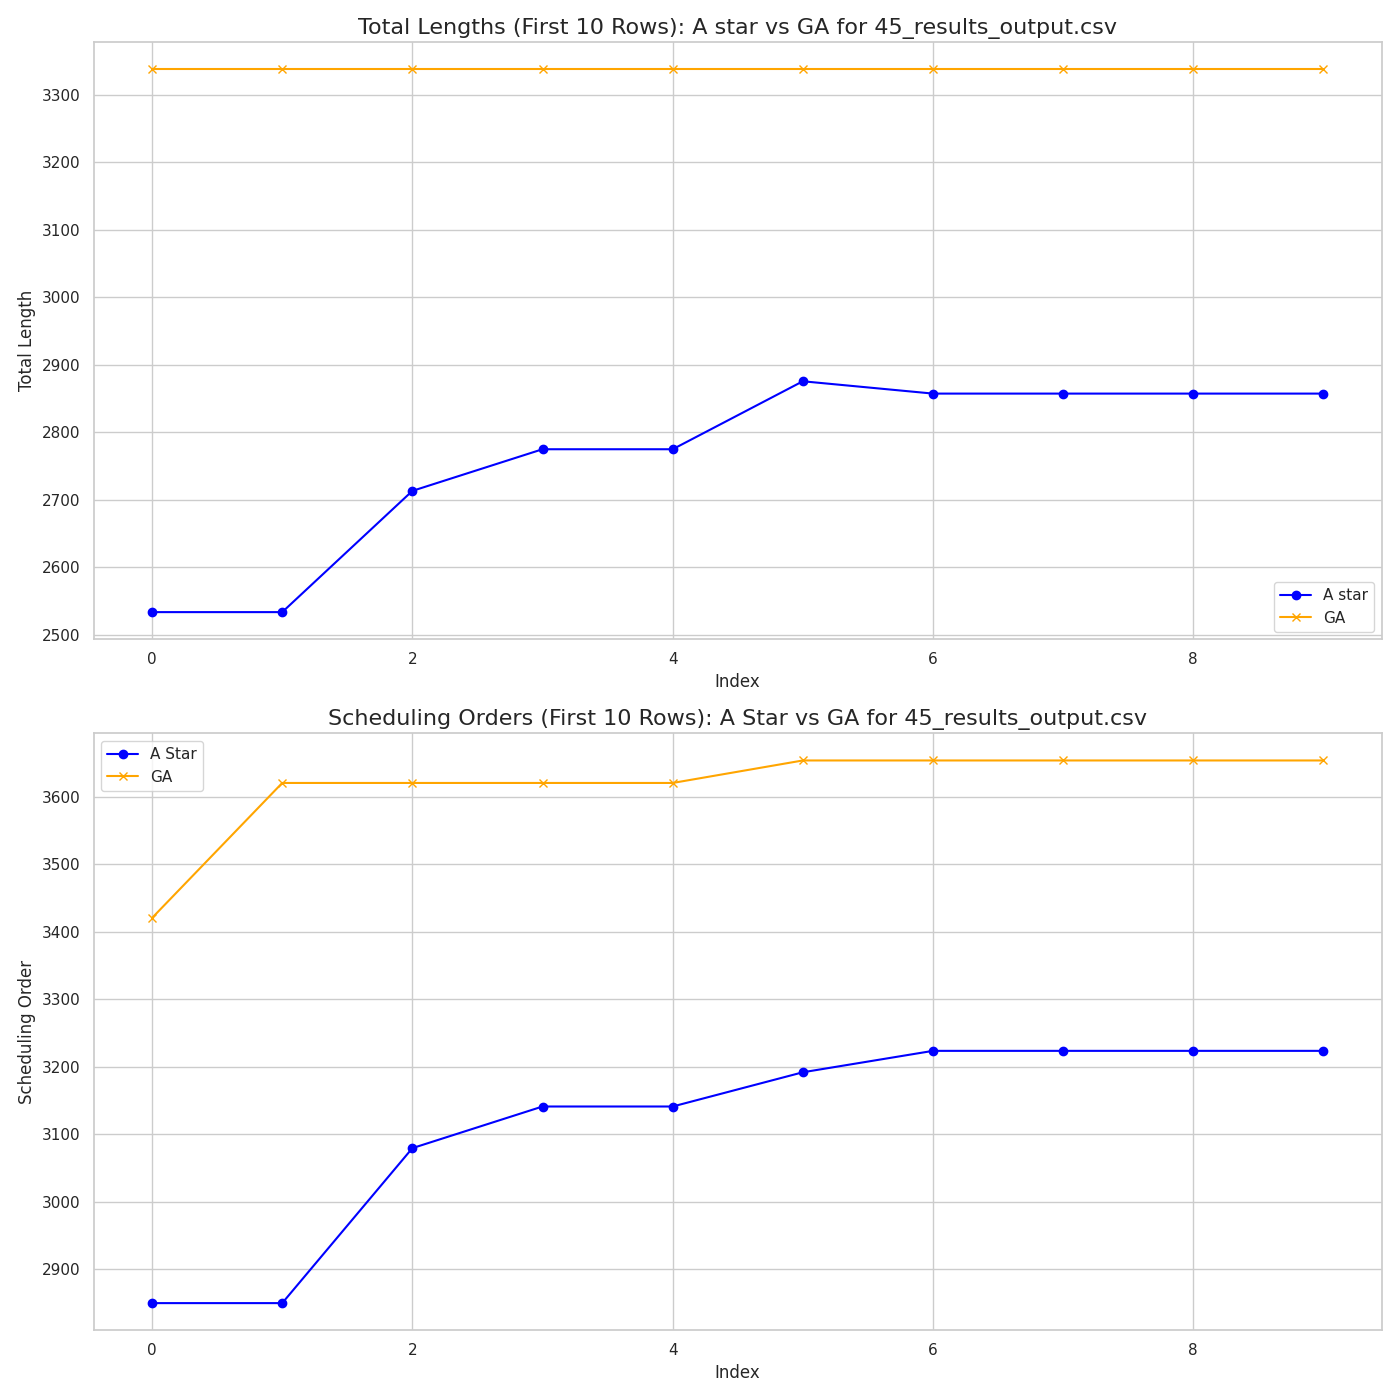 Total Lengths (First 10 Rows): A star vs GA for 45_results_output.csv
3300
3200
3100
3000
2900
2800
2700
2600
2500
Total Length
A star
GA
0 2 4 6 8
Index
Scheduling Orders (First 10 Rows): A Star vs GA for 45_results_output.csv
A Star
GA
3600
3500
3400
3300
3200
3100
3000
2900
Scheduling Order
0 2 4 6 8
Index